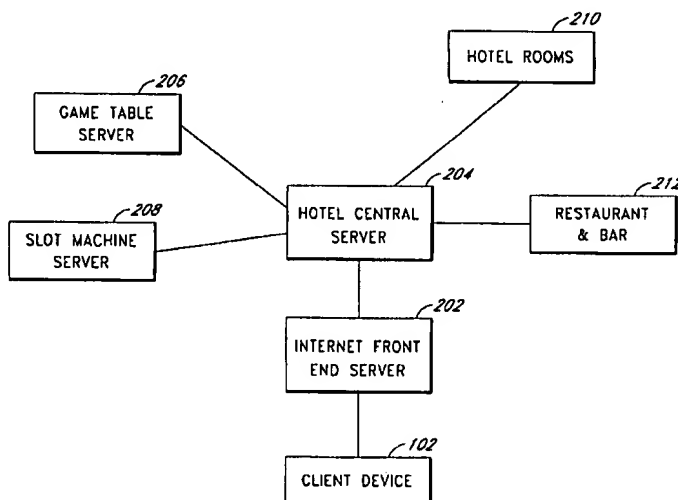 210
HOTEL ROOMS
206
GAME TABLE
SERVER
204
HOTEL CENTRAL
SERVER
212
RESTAURANT
& BAR
208
SLOT MACHINE
SERVER
202
INTERNET FRONT
END SERVER
102
CLIENT DEVICE